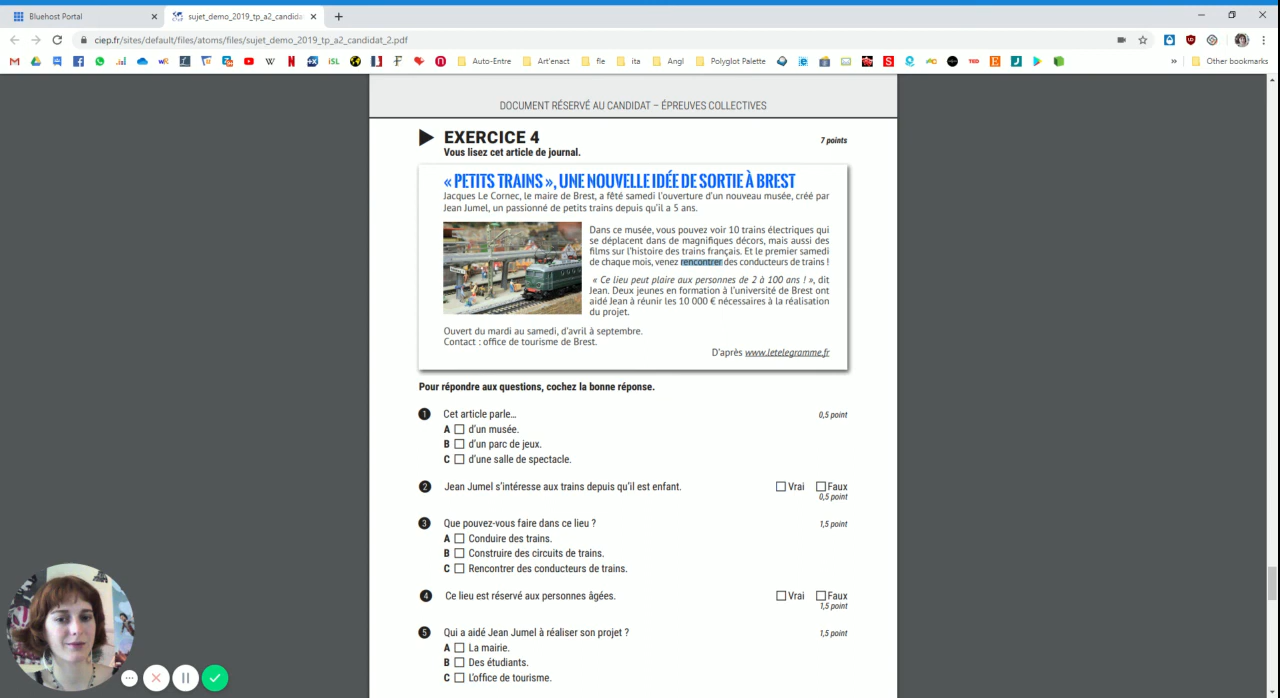 Bluehost Portal
sujet_demo_2019_tp_a2_candida
ciep.fr/sites/default/files/atoms/files/sujet_demo_2019_tp_a2_candidat_2.pdf
Auto-Entre Art'enact fle ita Angl Polyglot Palette Other bookmarks
DOCUMENT RÉSERVÉ AU CANDIDAT – ÉPREUVES COLLECTIVES
EXERCICE 4
7 points
Vous lisez cet article de journal.
« PETITS TRAINS », UNE NOUVELLE IDÉE DE SORTIE À BREST
Jacques Le Cornec, le maire de Brest, a fêté samedi l'ouverture d'un nouveau musée, créé par
Jean Jumel, un passionné de petits trains depuis qu'il a 5 ans.
Dans ce musée, vous pouvez voir 10 trains électriques qui
se déplacent dans de magnifiques décors, mais aussi des
films sur l'histoire des trains français. Et le premier samedi
de chaque mois, venez rencontrer des conducteurs de trains !
« Ce lieu peut plaire aux personnes de 2 à 100 ans ! », dit
Jean. Deux jeunes en formation à l'université de Brest ont
aidé Jean à réunir les 10 000 € nécessaires à la réalisation
du projet.
Ouvert du mardi au samedi, d'avril à septembre.
Contact : office de tourisme de Brest.
D'après www.letelegramme.fr
Pour répondre aux questions, cochez la bonne réponse.
1 Cet article parle... 0,5 point
A d'un musée.
B d'un parc de jeux.
C d'une salle de spectacle.
2 Jean Jumel s'intéresse aux trains depuis qu'il est enfant. Vrai Faux
0,5 point
3 Que pouvez-vous faire dans ce lieu ? 1,5 point
A Conduire des trains.
B Construire des circuits de trains.
C Rencontrer des conducteurs de trains.
4 Ce lieu est réservé aux personnes âgées. Vrai Faux
1,5 point
5 Qui a aidé Jean Jumel à réaliser son projet ? 1,5 point
A La mairie.
B Des étudiants.
C L'office de tourisme.